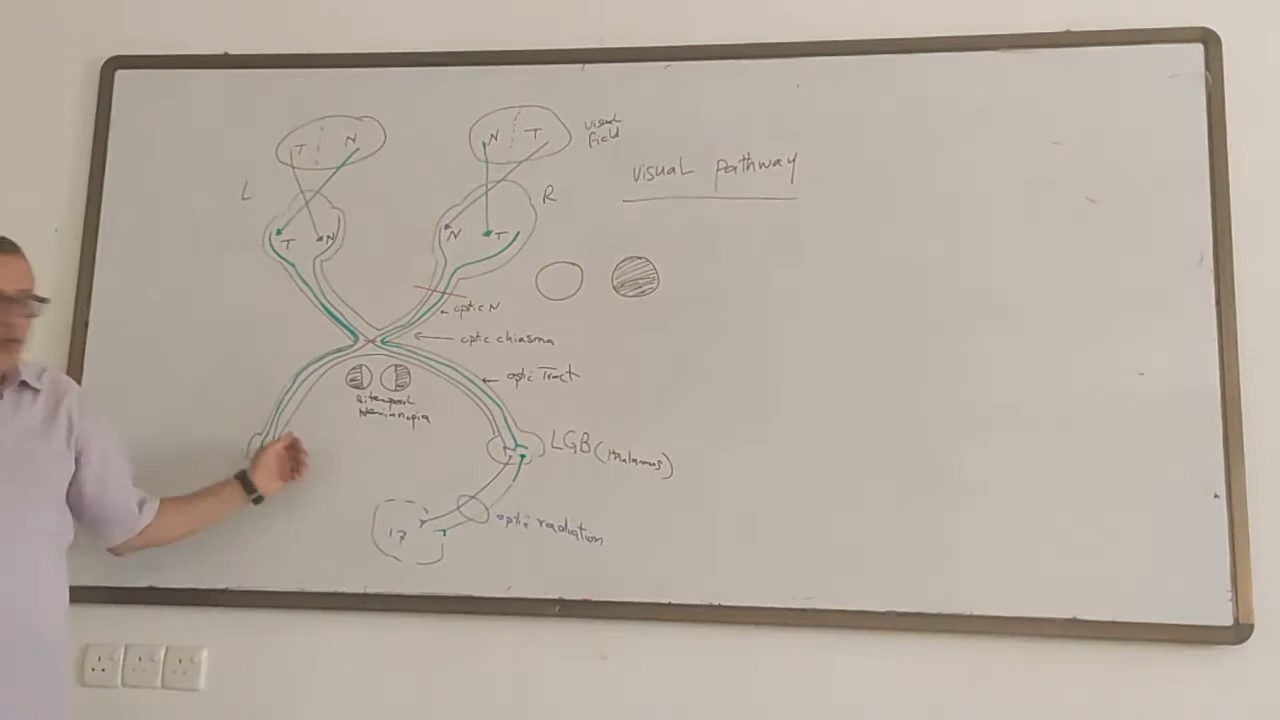 T N
N T
visual
field
visual pathway
L
R
T N
N T
optic N
optic chiasma
optic Tract
Bitemporal
Hemianopia
LGB (thalamus)
optic radiation
17